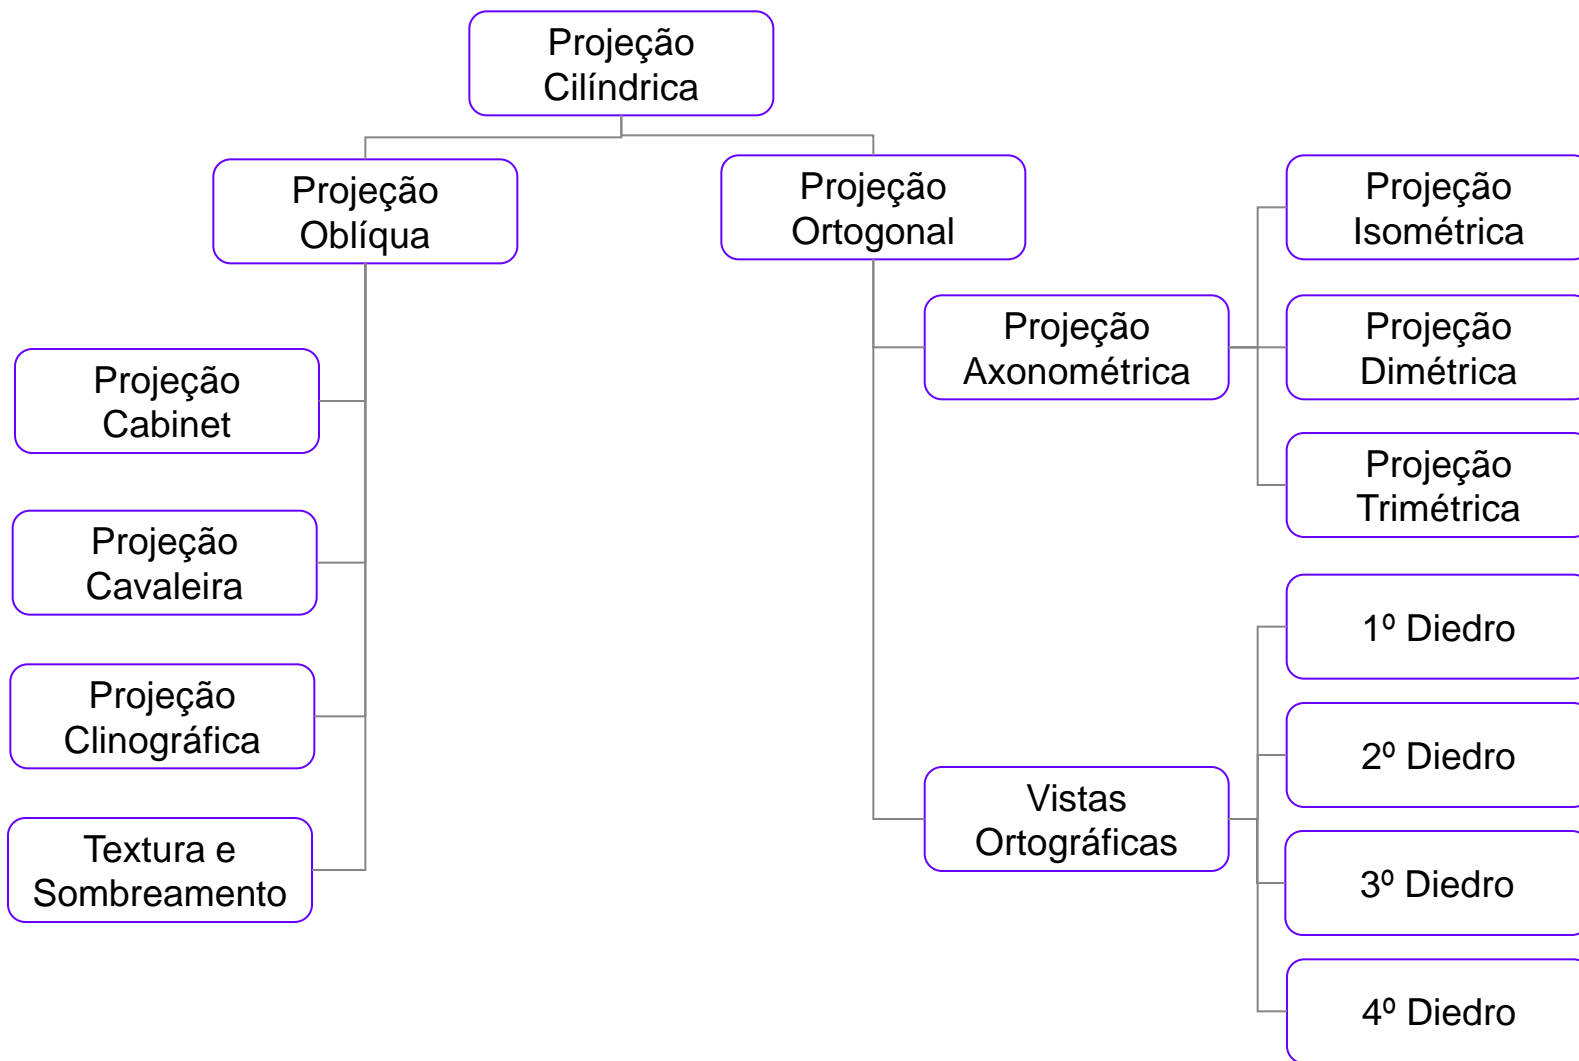 Projeção
Cilíndrica
Projeção
Oblíqua
Projeção
Cabinet
Projeção
Cavaleira
Projeção
Clinográfica
Textura e
Sombreamento
Projeção
Ortogonal
Projeção
Axonométrica
Projeção
Isométrica
Projeção
Dimétrica
Projeção
Trimétrica
Vistas
Ortográficas
1º Diedro
2º Diedro
3º Diedro
4º Diedro